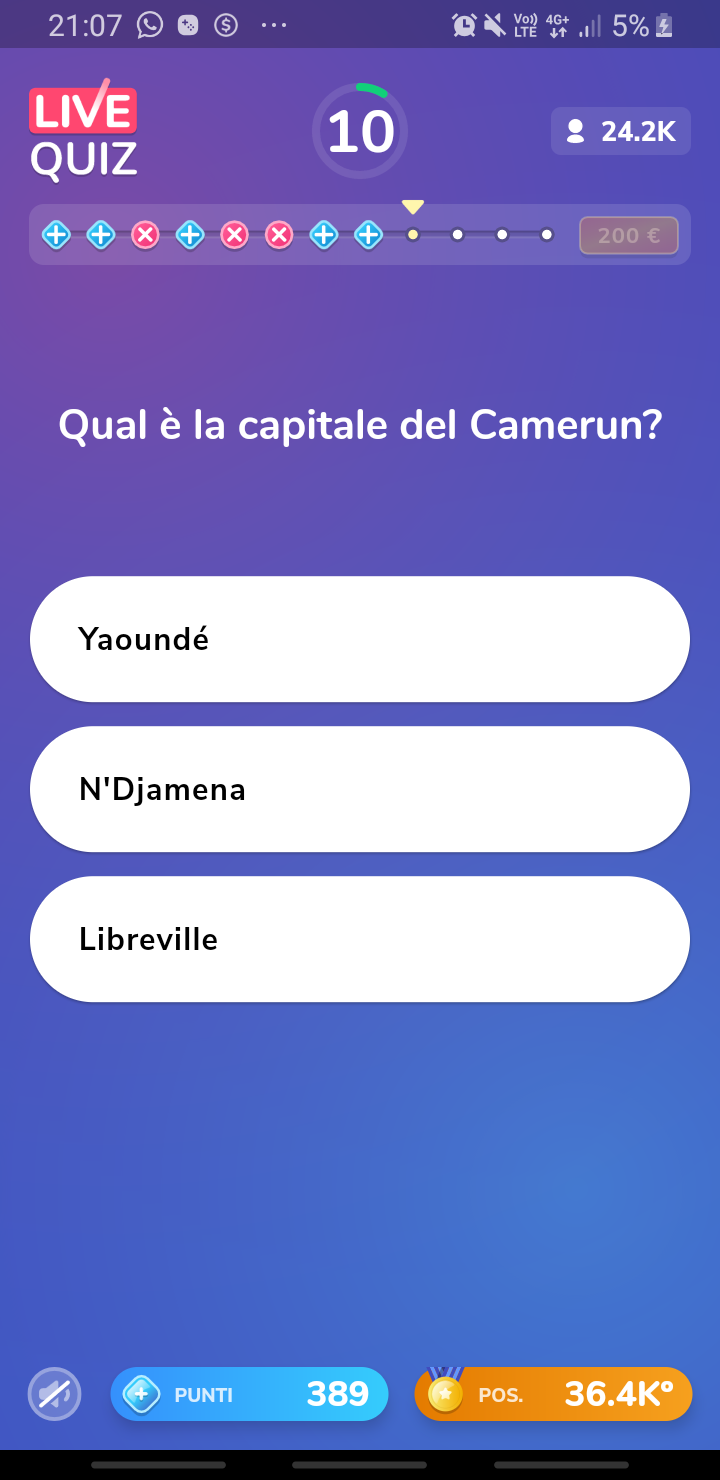 21:07
Vo)) LTE 4G+ 5%
LIVE
QUIZ
10
24.2K
200 €
Qual è la capitale del Camerun?
Yaoundé
N'Djamena
Libreville
PUNTI 389
POS. 36.4Kº